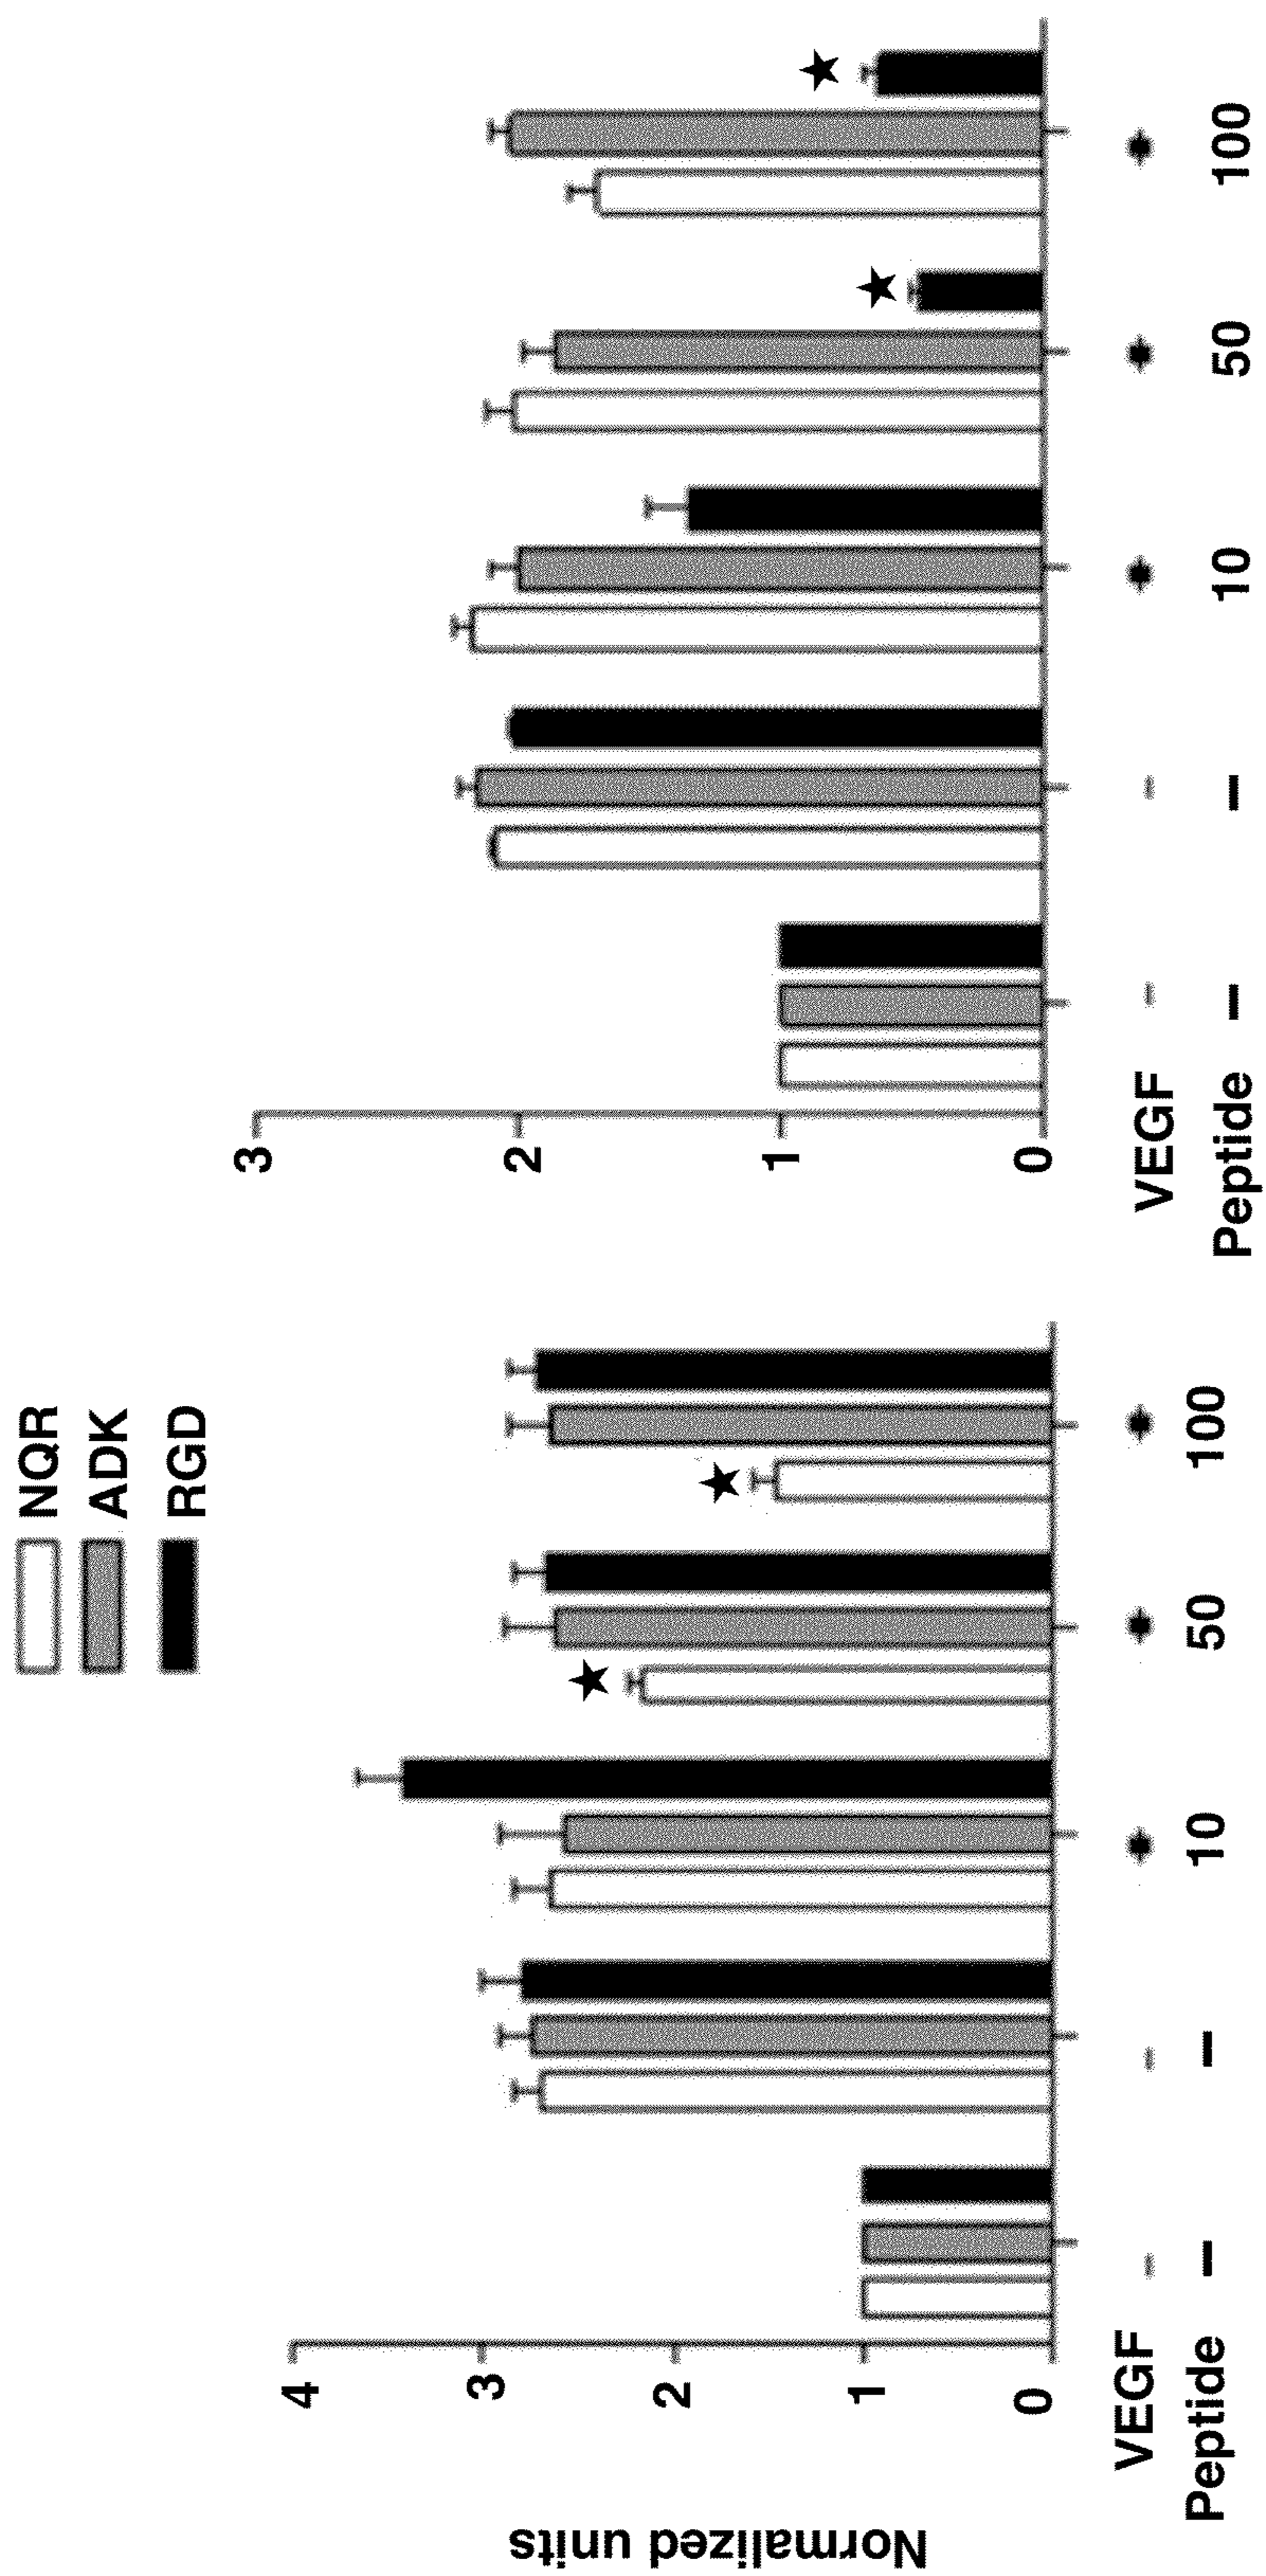 NQR
ADK
RGD
Normalized units
4
3
2
1
0
VEGF - - + + +
Peptide – – 10 50 100
3
2
1
0
VEGF - - + + +
Peptide – – 10 50 100